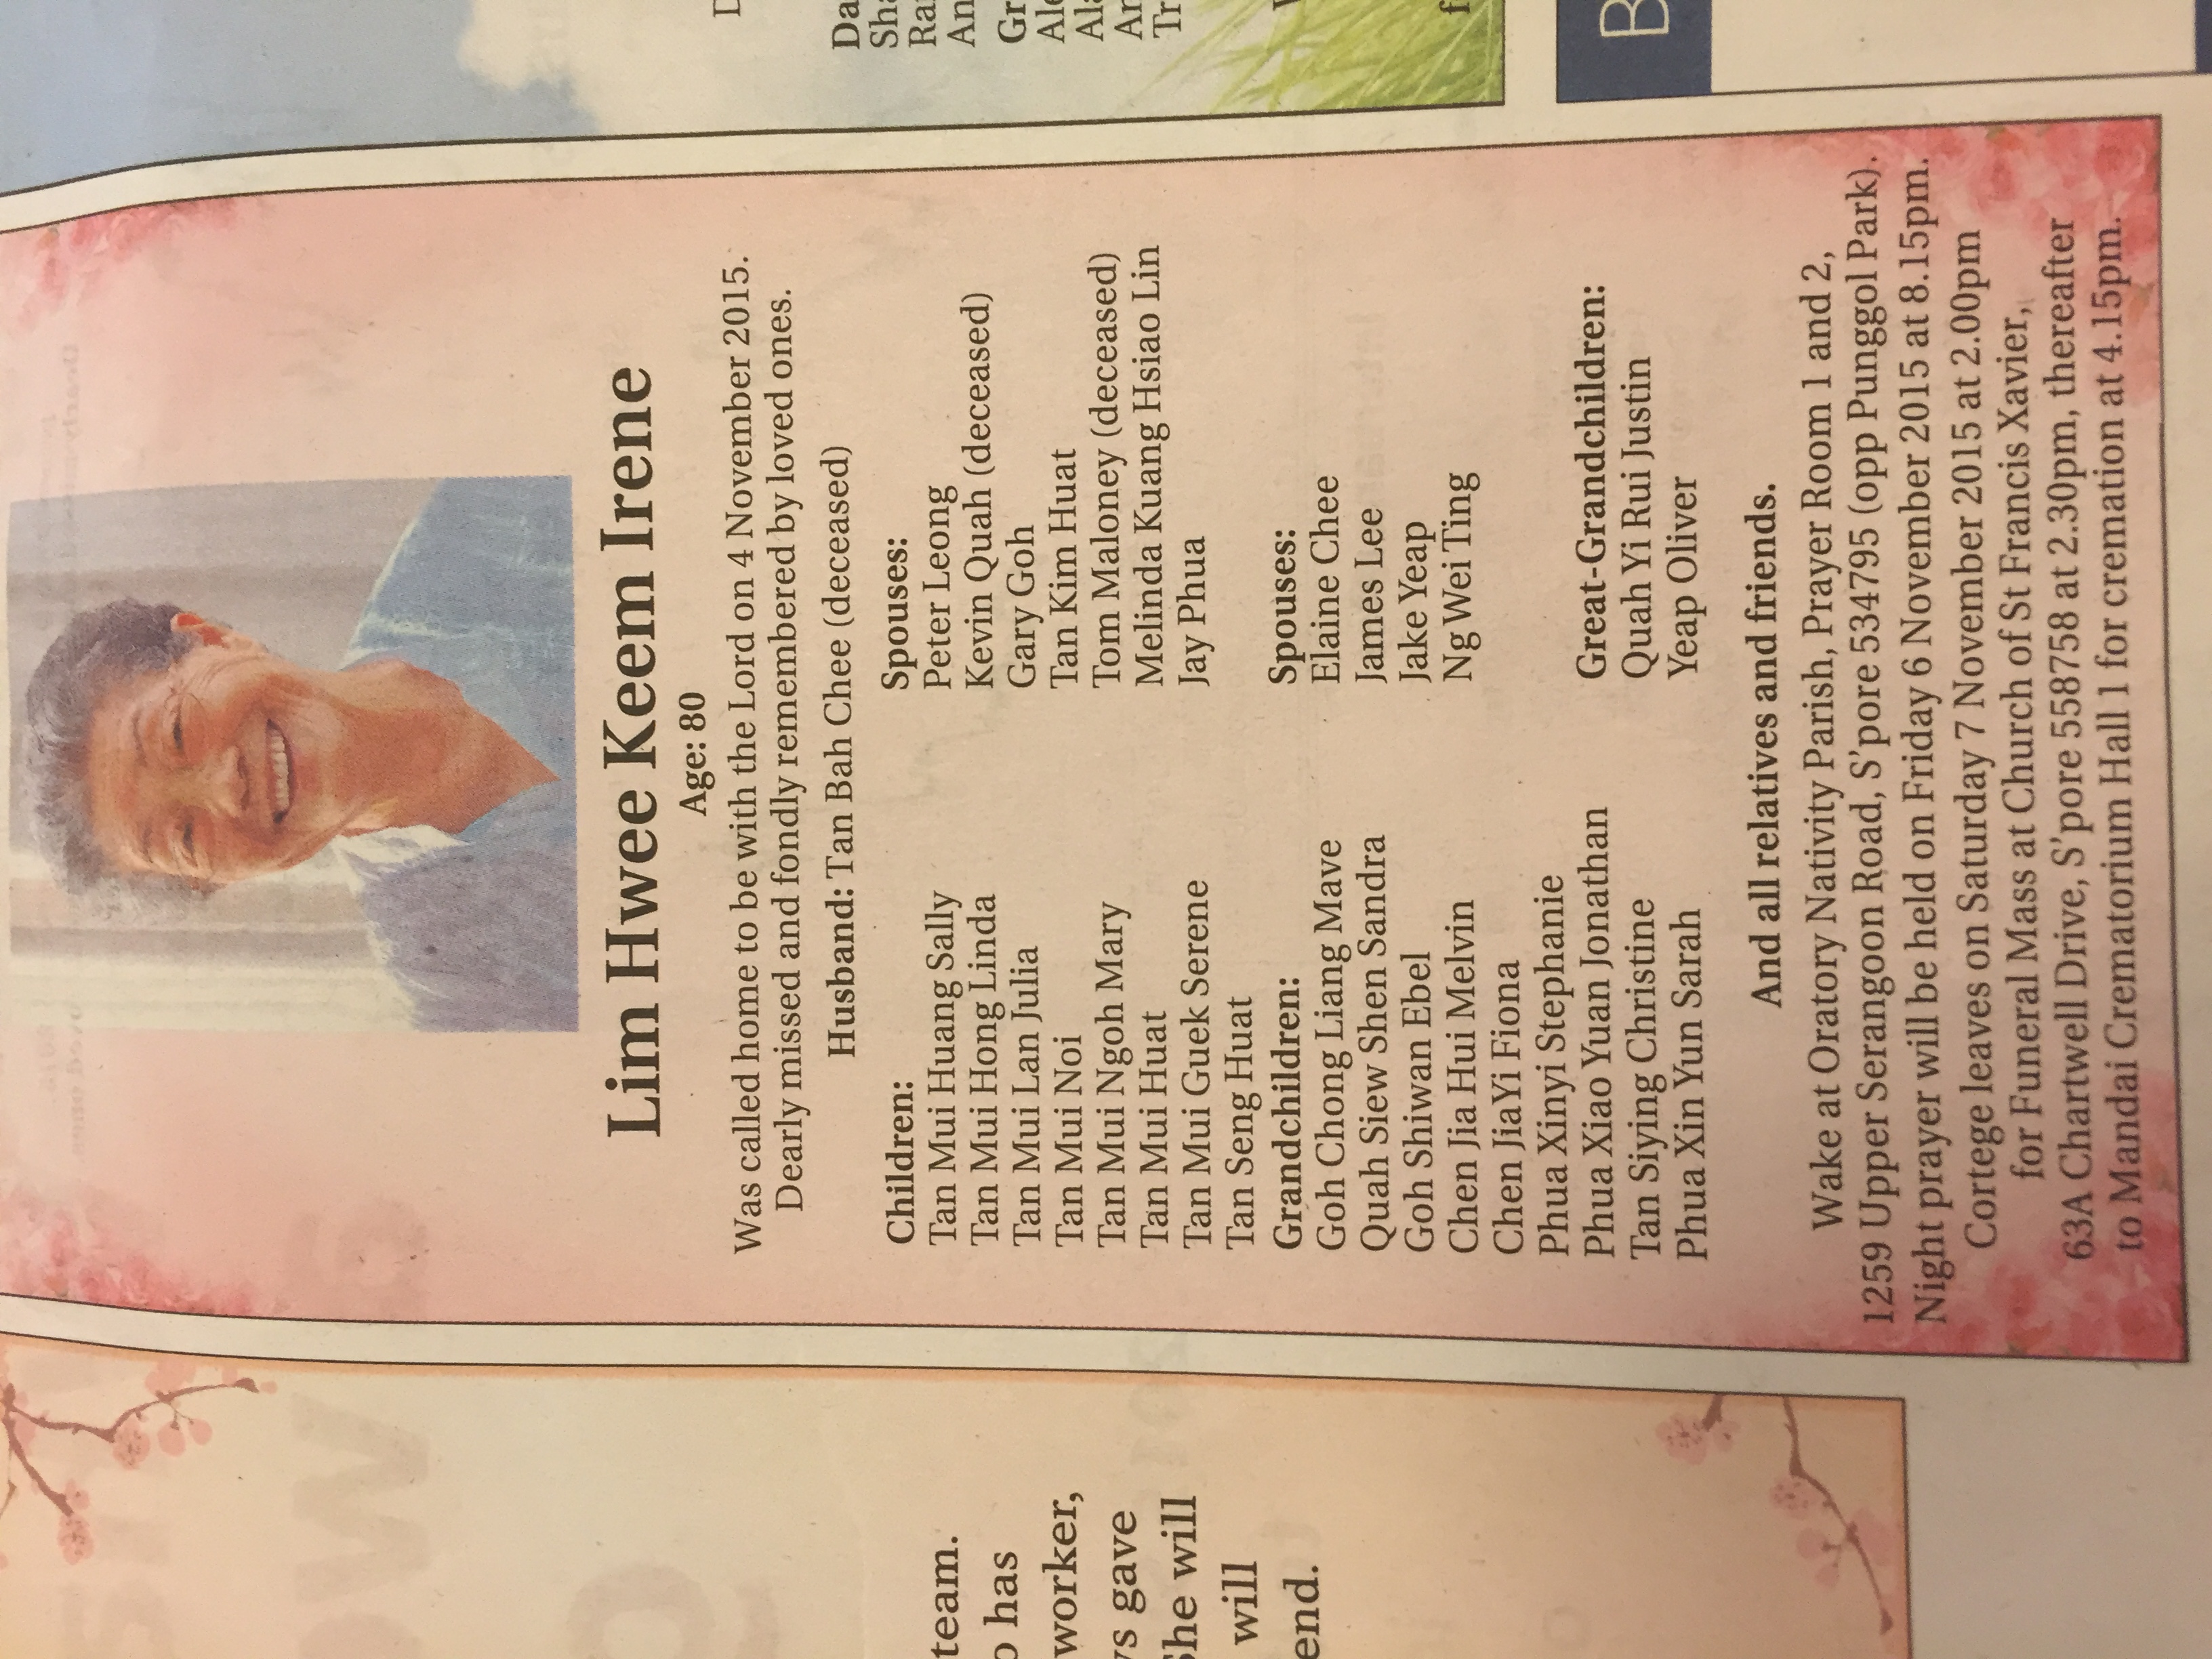 Lim Hwee Keem Irene
Age: 80
Was called home to be with the Lord on 4 November 2015.
Dearly missed and fondly remembered by loved ones.
Husband: Tan Bah Chee (deceased)
Children:
Tan Mui Huang Sally
Tan Mui Hong Linda
Tan Mui Lan Julia
Tan Mui Noi
Tan Mui Ngoh Mary
Tan Mui Huat
Tan Mui Guek Serene
Tan Seng Huat
Spouses:
Peter Leong
Kevin Quah (deceased)
Gary Goh
Tan Kim Huat
Tom Maloney (deceased)
Melinda Kuang Hsiao Lin
Jay Phua
Grandchildren:
Goh Chong Liang Mave
Quah Siew Shen Sandra
Goh Shiwan Ebel
Chen Jia Hui Melvin
Chen JiaYi Fiona
Phua Xinyi Stephanie
Phua Xiao Yuan Jonathan
Tan Siying Christine
Phua Xin Yun Sarah
Spouses:
Elaine Chee
James Lee
Jake Yeap
Ng Wei Ting
Great-Grandchildren:
Quah Yi Rui Justin
Yeap Oliver
And all relatives and friends.
Wake at Oratory Nativity Parish, Prayer Room 1 and 2,
1259 Upper Serangoon Road, S'pore 534795 (opp Punggol Park).
Night prayer will be held on Friday 6 November 2015 at 8.15pm.
Cortege leaves on Saturday 7 November 2015 at 2.00pm
for Funeral Mass at Church of St Francis Xavier,
63A Chartwell Drive, S'pore 558758 at 2.30pm, thereafter
to Mandai Crematorium Hall 1 for cremation at 4.15pm.
team.
has
worker,
gave
She will
will